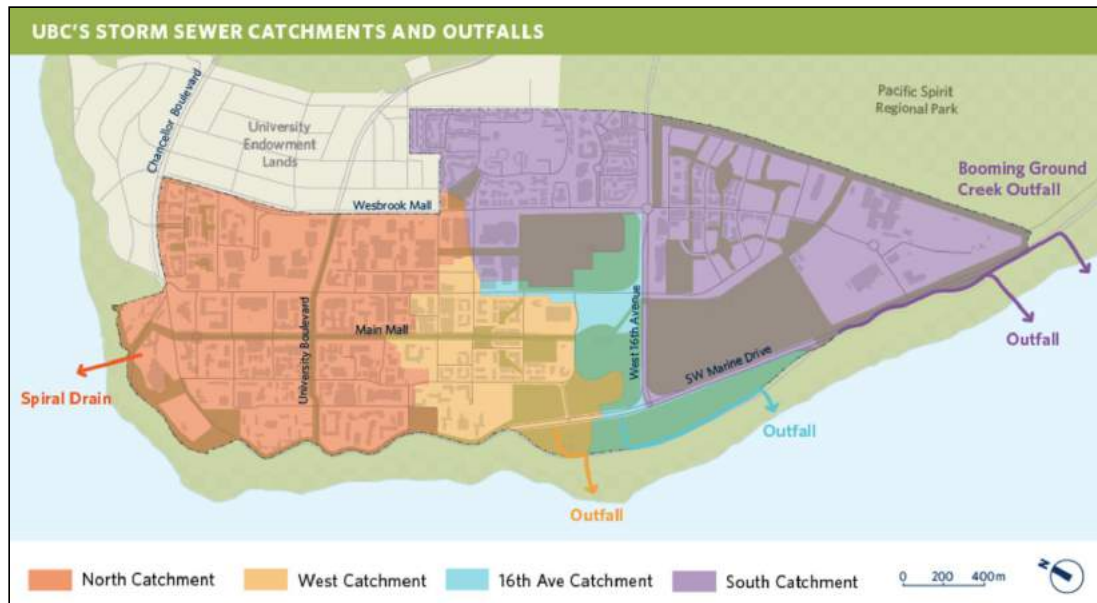 UBC'S STORM SEWER CATCHMENTS AND OUTFALLS
Chancellor Boulevard
University
Endowment
Lands
Pacific Spirit
Regional Park
Booming Ground
Creek Outfall
Wesbrook Mall
University Boulevard
Main Mall
West 16th Avenue
SW Marine Drive
Outfall
Spiral Drain
Outfall
Outfall
North Catchment
West Catchment
16th Ave Catchment
South Catchment
0 200 400m
N